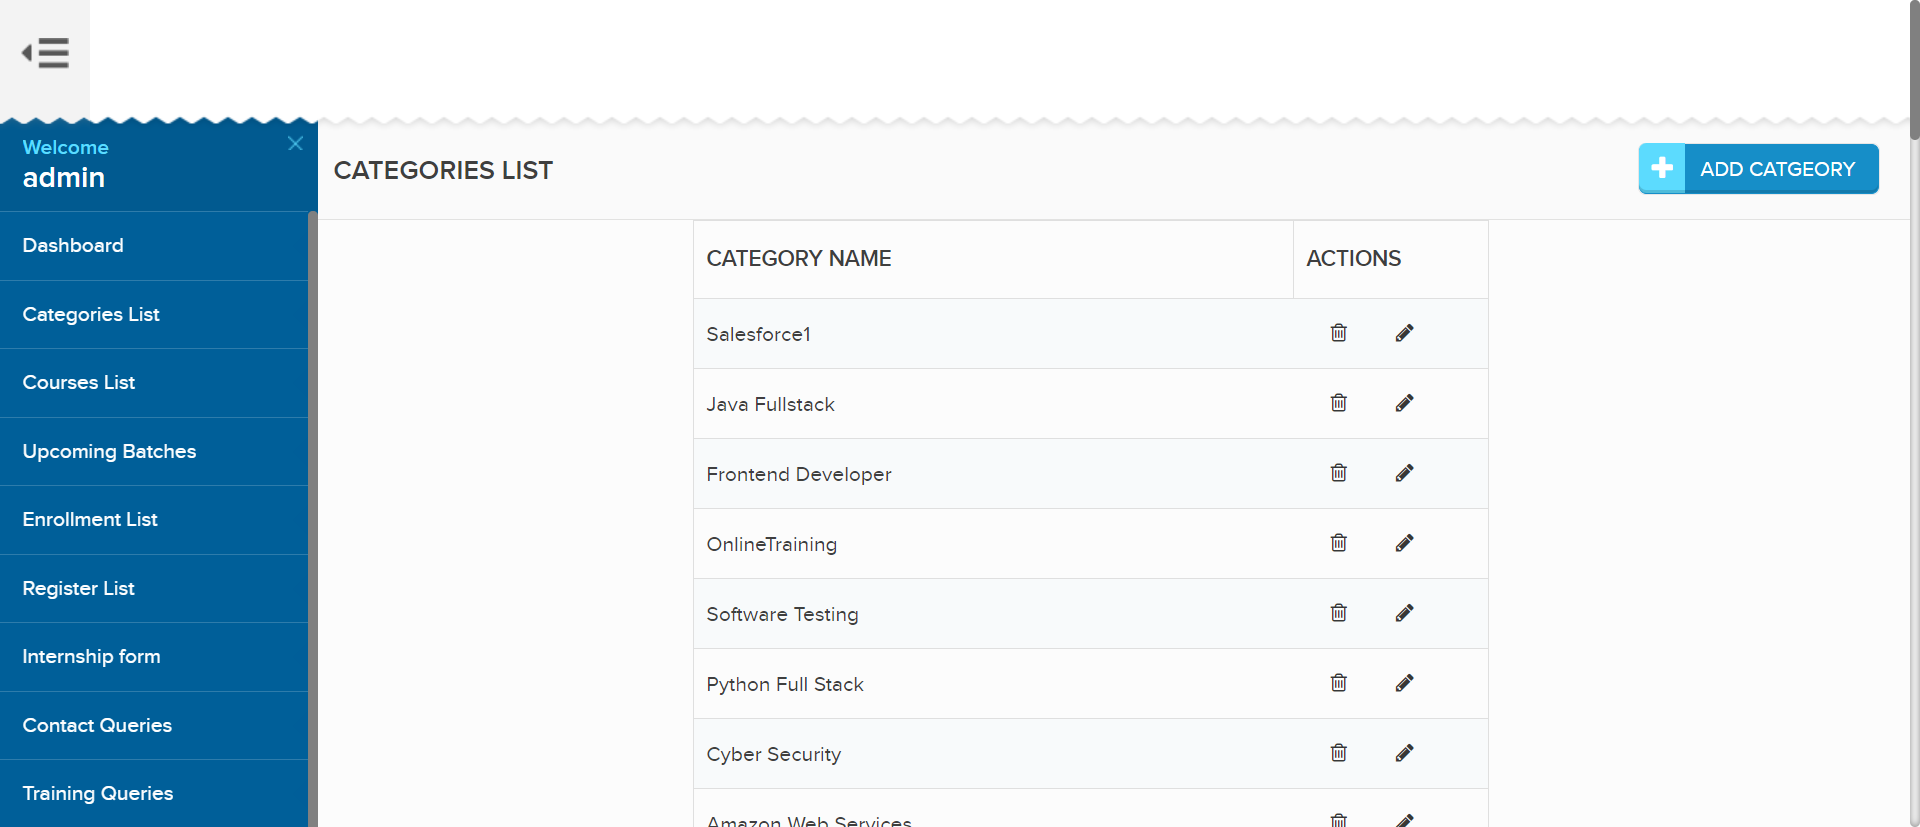 Welcome
admin
Dashboard
Categories List
Courses List
Upcoming Batches
Enrollment List
Register List
Internship form
Contact Queries
Training Queries
CATEGORIES LIST
ADD CATGEORY
CATEGORY NAME ACTIONS
Salesforce1
Java Fullstack
Frontend Developer
OnlineTraining
Software Testing
Python Full Stack
Cyber Security
Amazon Web Services